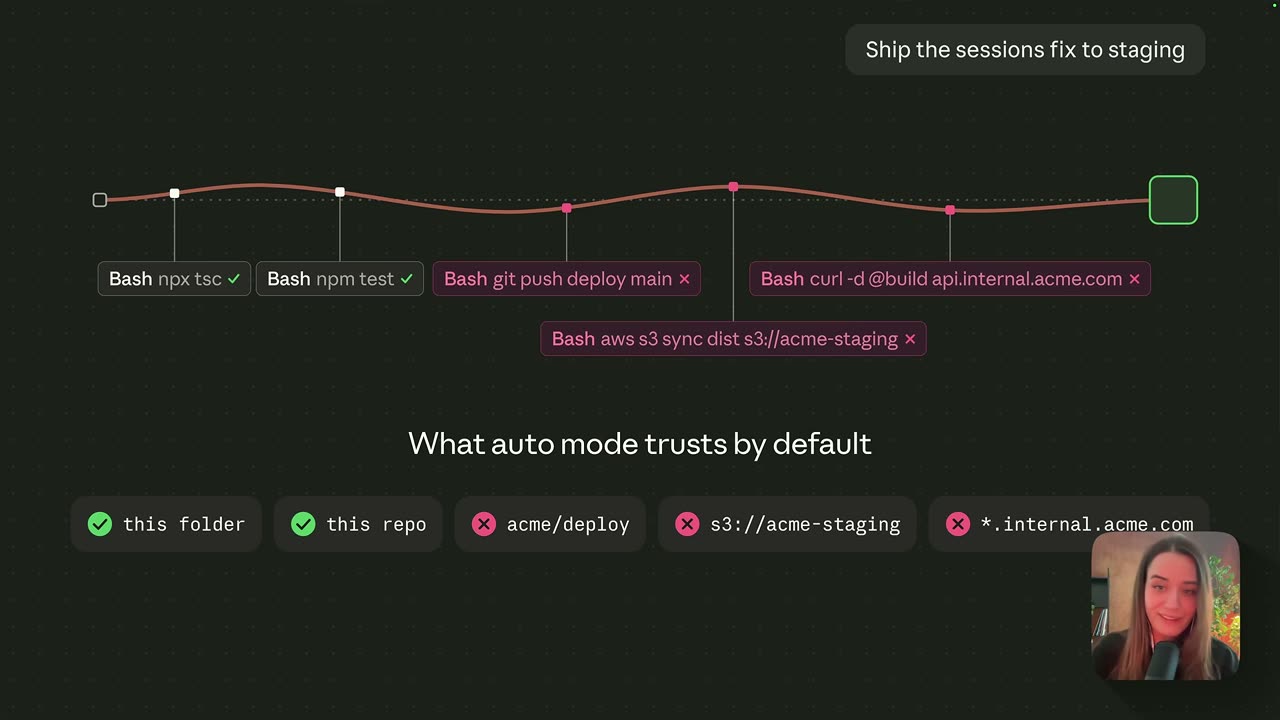 Ship the sessions fix to staging
Bash npx tsc ✓
Bash npm test ✓
Bash git push deploy main ×
Bash curl -d @build api.internal.acme.com ×
Bash aws s3 sync dist s3://acme-staging ×
What auto mode trusts by default
this folder
this repo
acme/deploy
s3://acme-staging
*.internal.acme.com